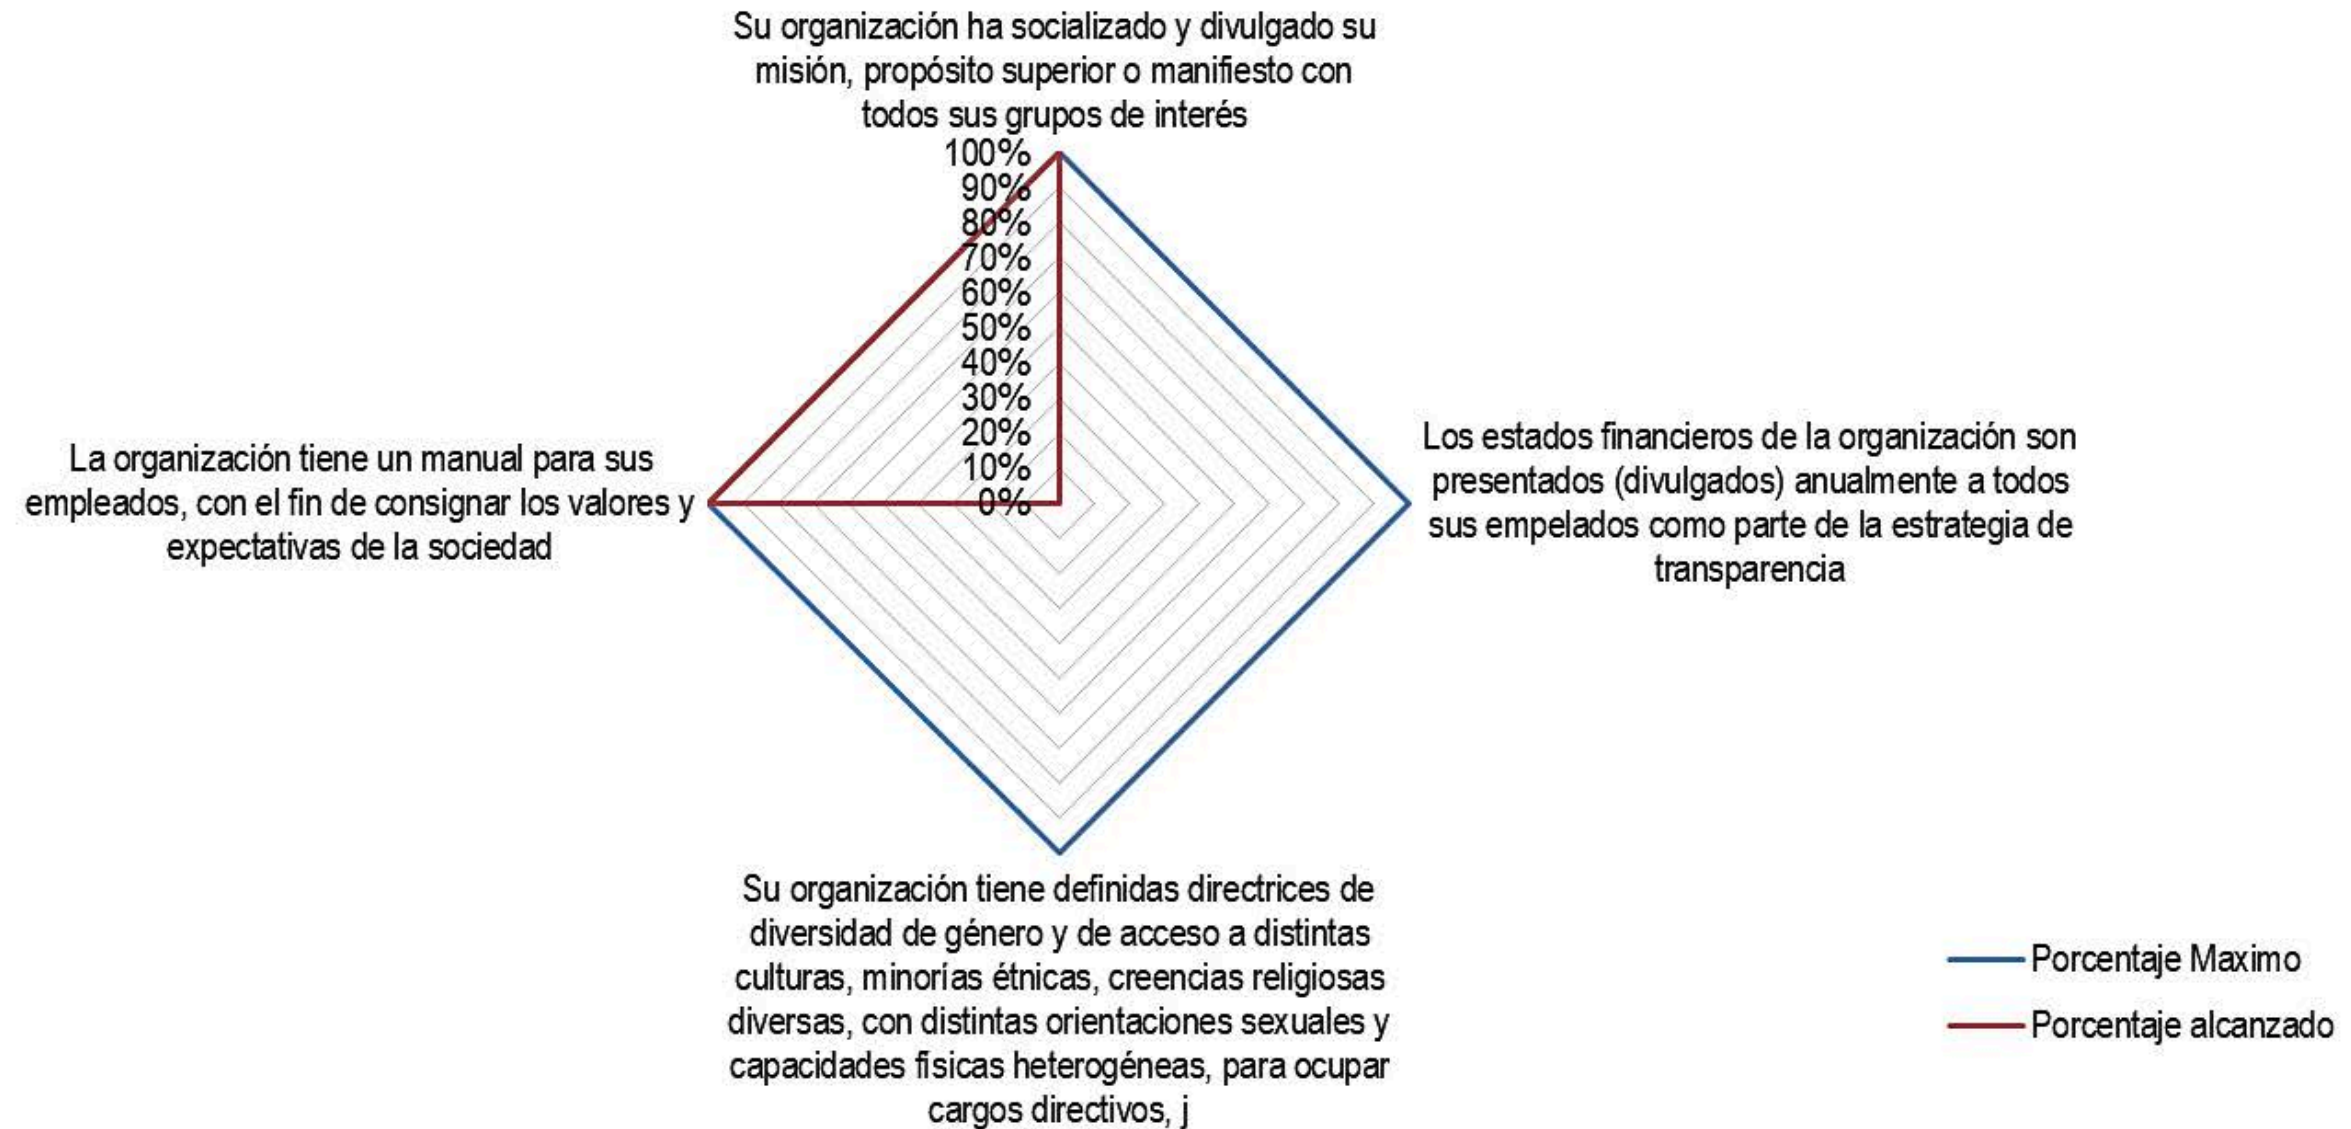 Su organización ha socializado y divulgado su
misión, propósito superior o manifiesto con
todos sus grupos de interés
100%
90%
80%
70%
60%
50%
40%
30%
20%
10%
0%
Los estados financieros de la organización son
presentados (divulgados) anualmente a todos
sus empelados como parte de la estrategia de
transparencia
La organización tiene un manual para sus
empleados, con el fin de consignar los valores y
expectativas de la sociedad
Su organización tiene definidas directrices de
diversidad de género y de acceso a distintas
culturas, minorías étnicas, creencias religiosas
diversas, con distintas orientaciones sexuales y
capacidades físicas heterogéneas, para ocupar
cargos directivos, j
Porcentaje Maximo
Porcentaje alcanzado